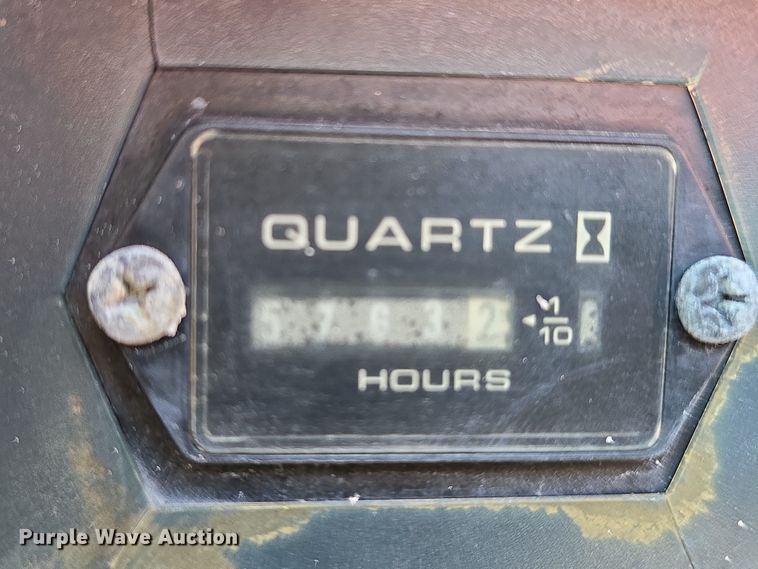 QUARTZ
5 7 6 3 2 1/10
HOURS
Purple Wave Auction